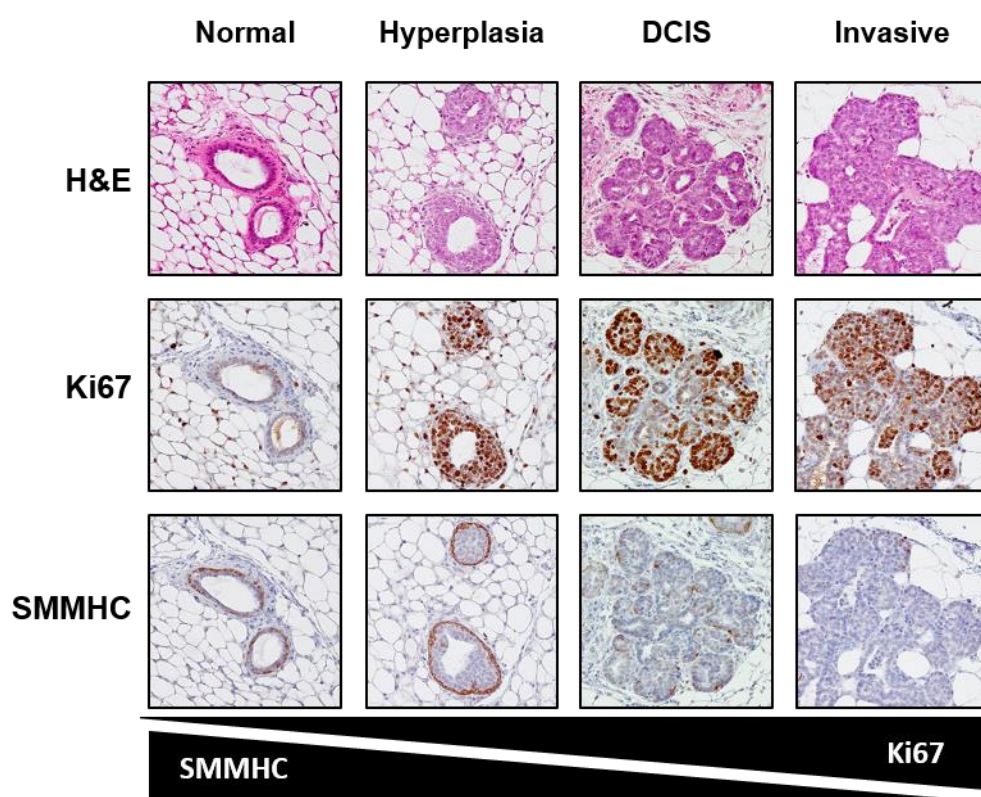 Normal Hyperplasia DCIS Invasive
H&E
Ki67
SMMHC
Ki67
SMMHC